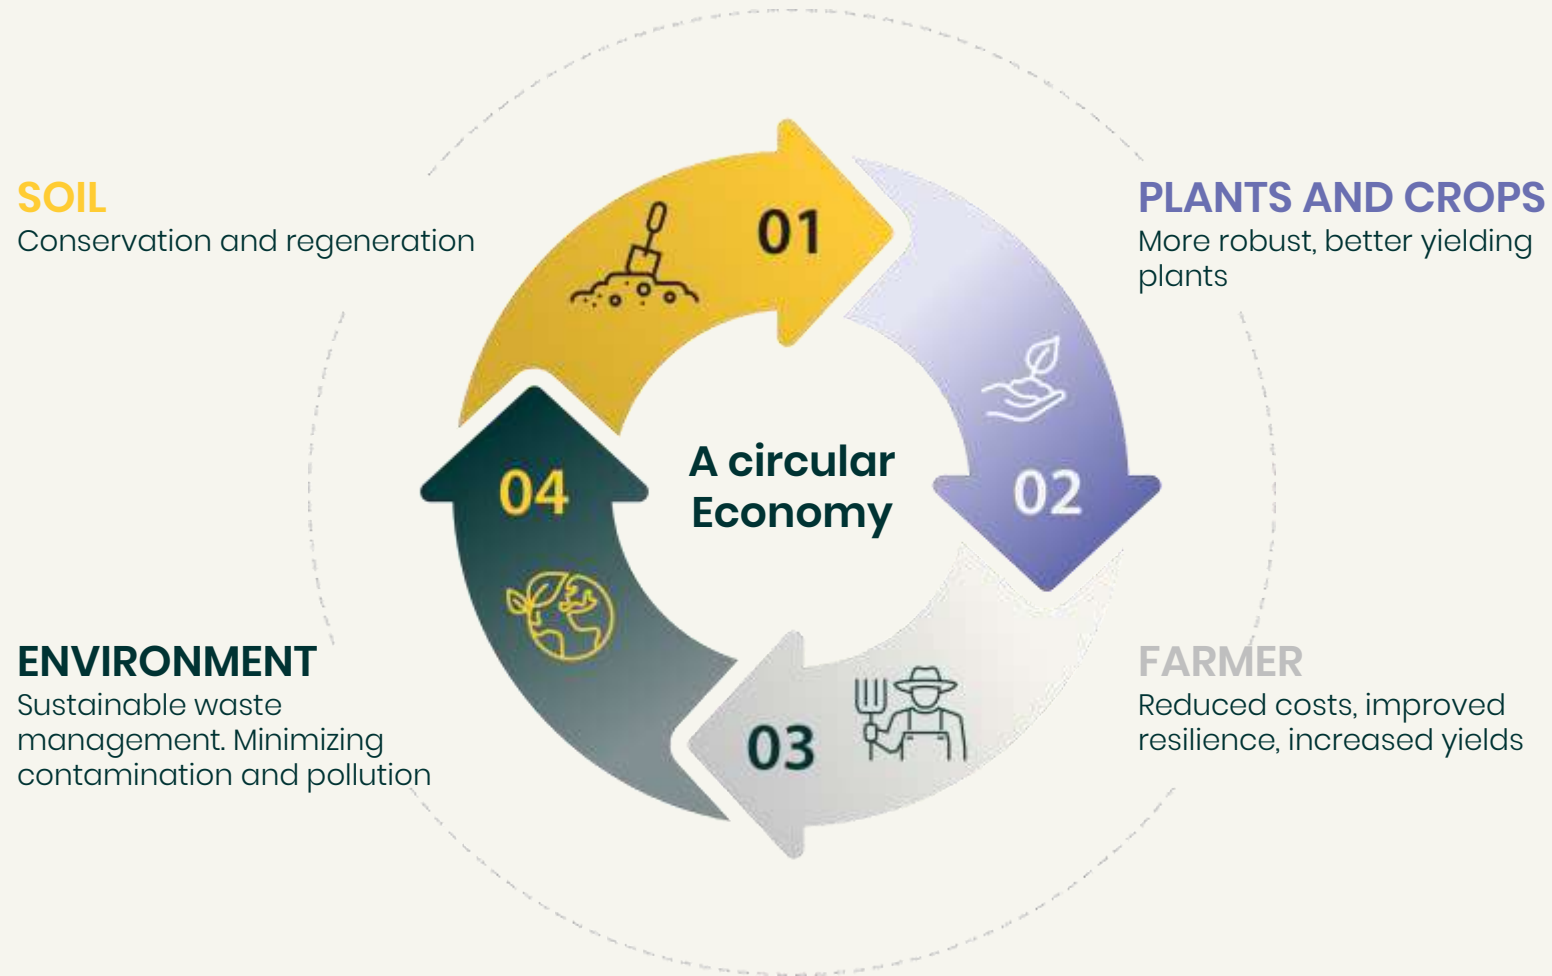 SOIL
Conservation and regeneration
01
PLANTS AND CROPS
More robust, better yielding
plants
02
A circular
Economy
04
ENVIRONMENT
Sustainable waste
management. Minimizing
contamination and pollution
03
FARMER
Reduced costs, improved
resilience, increased yields